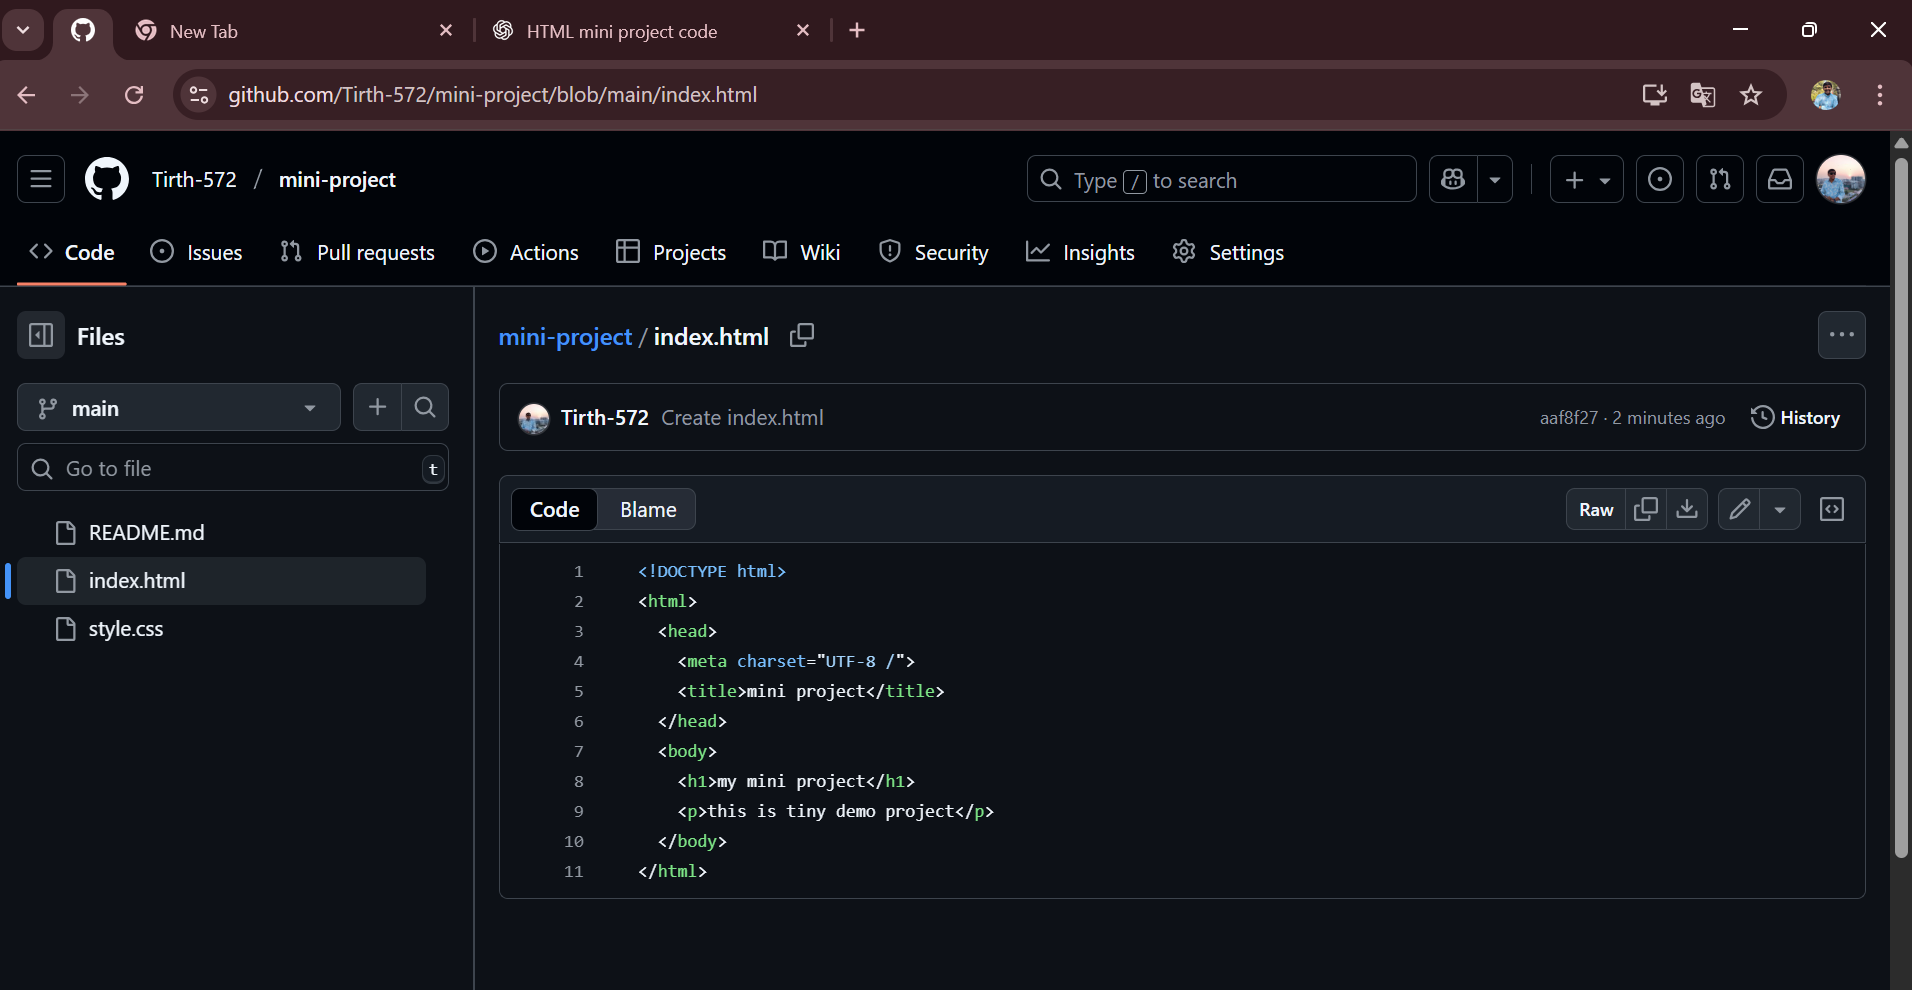 New Tab
HTML mini project code
github.com/Tirth-572/mini-project/blob/main/index.html
Tirth-572 / mini-project
Type / to search
Code
Issues
Pull requests
Actions
Projects
Wiki
Security
Insights
Settings
Files
main
Go to file
t
README.md
index.html
style.css
mini-project / index.html
Tirth-572 Create index.html
aaf8f27 · 2 minutes ago
History
Code
Blame
Raw
1 <!DOCTYPE html>
2 <html>
3 <head>
4 <meta charset="UTF-8 /">
5 <title>mini project</title>
6 </head>
7 <body>
8 <h1>my mini project</h1>
9 <p>this is tiny demo project</p>
10 </body>
11 </html>